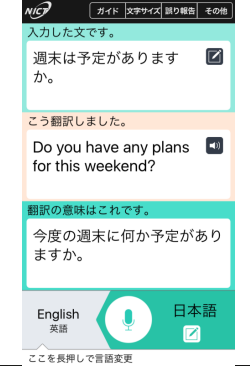 NICT
ガイド 文字サイズ 誤り報告 その他
入力した文です。
週末は予定があります
か。
こう翻訳しました。
Do you have any plans
for this weekend?
翻訳の意味はこれです。
今度の週末に何か予定があり
ますか。
English
英語
日本語
ここを長押しで言語変更